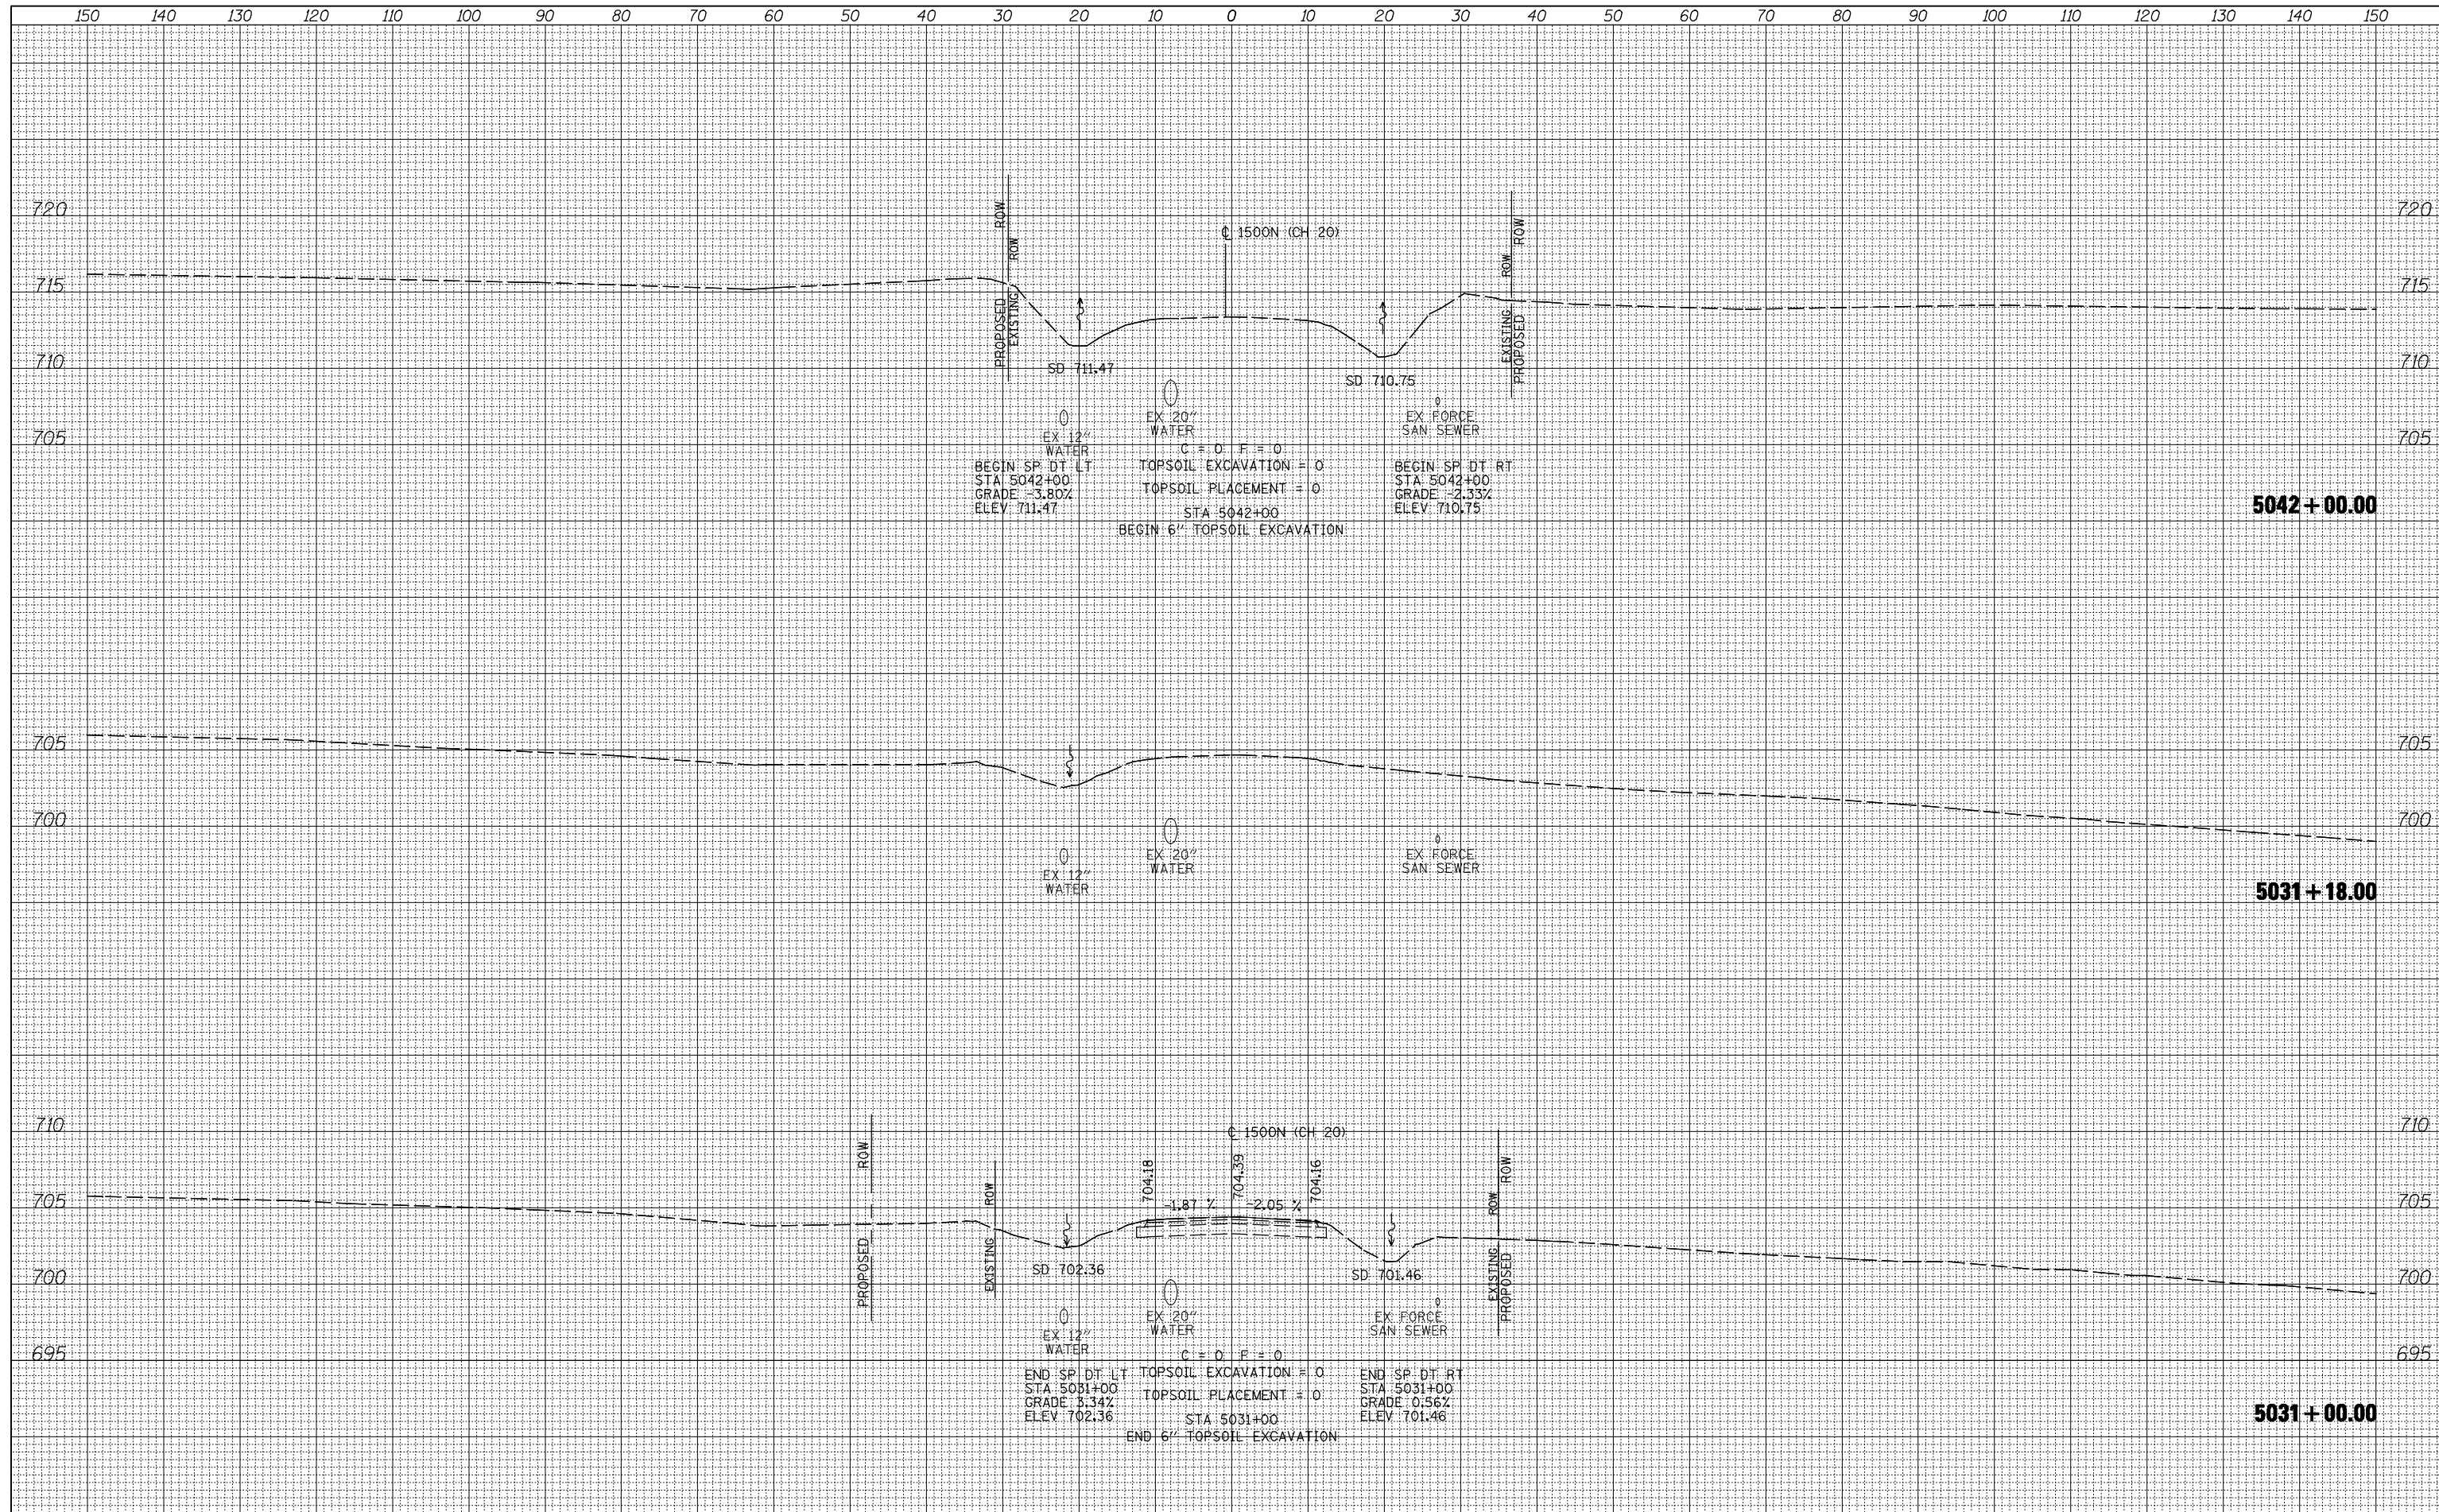 150 140 130 120 110 100 90 80 70 60 50 40 30 20 10 0 10 20 30 40 50 60 70 80 90 100 110 120 130 140 150
720 720
ROW
ROW
ROW
ROW
℄ 1500N (CH 20)
715 715
PROPOSED
EXISTING
EXISTING
PROPOSED
710 710
SD 711.47
SD 710.75
EX 12"
WATER
EX 20"
WATER
EX FORCE
SAN SEWER
705 705
C = 0 F = 0
TOPSOIL EXCAVATION = 0
TOPSOIL PLACEMENT = 0
STA 5042+00
BEGIN 6" TOPSOIL EXCAVATION
BEGIN SP DT LT
STA 5042+00
GRADE -3.80%
ELEV 711.47
BEGIN SP DT RT
STA 5042+00
GRADE -2.33%
ELEV 710.75
5042+00.00
705 705
700 700
EX 12"
WATER
EX 20"
WATER
EX FORCE
SAN SEWER
5031+18.00
710 710
℄ 1500N (CH 20)
ROW
ROW
ROW
ROW
704.18
704.39
704.16
705 705
-1.87 %
-2.05 %
PROPOSED
EXISTING
EXISTING
PROPOSED
SD 702.36
SD 701.46
700 700
EX 12"
WATER
EX 20"
WATER
EX FORCE
SAN SEWER
695 695
C = 0 F = 0
TOPSOIL EXCAVATION = 0
TOPSOIL PLACEMENT = 0
STA 5031+00
END 6" TOPSOIL EXCAVATION
END SP DT LT
STA 5031+00
GRADE 3.34%
ELEV 702.36
END SP DT RT
STA 5031+00
GRADE 0.56%
ELEV 701.46
5031+00.00